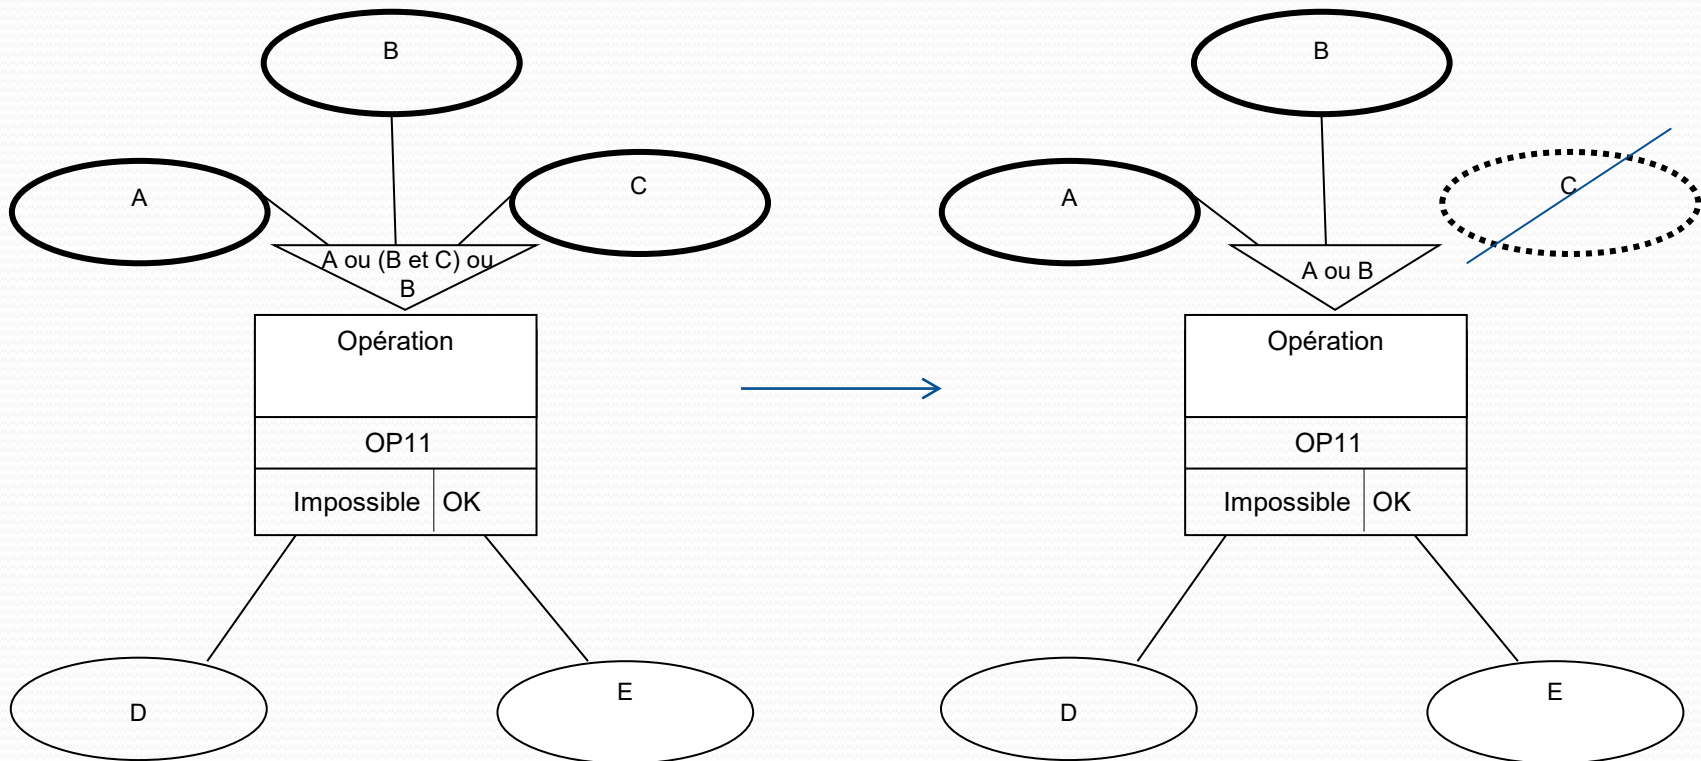 B
A
C
A ou (B et C) ou
B
Opération
OP11
Impossible
OK
D
E
B
A
C
A ou B
Opération
OP11
Impossible
OK
D
E